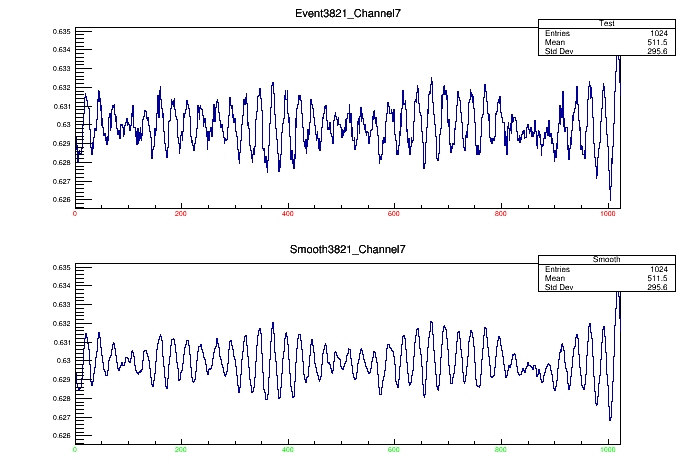 Event3821_Channel7
Test
Entries 1024
Mean 511.5
Std Dev 295.6
0.635
0.634
0.633
0.632
0.631
0.63
0.629
0.628
0.627
0.626
0 200 400 600 800 1000
Smooth3821_Channel7
Smooth
Entries 1024
Mean 511.5
Std Dev 295.6
0.635
0.634
0.633
0.632
0.631
0.63
0.629
0.628
0.627
0.626
0 200 400 600 800 1000